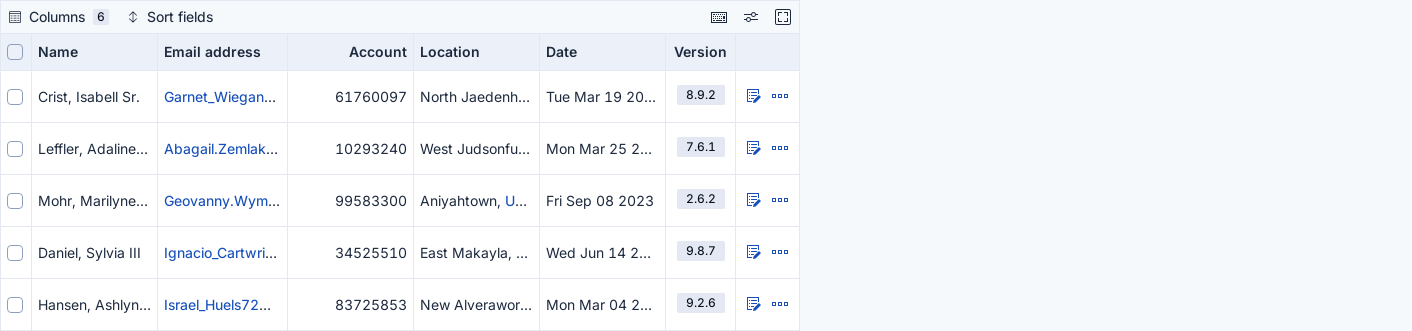 Columns 6 Sort fields
Name Email address Account Location Date Version
Crist, Isabell Sr. Garnet_Wiegan... 61760097 North Jaedenh... Tue Mar 19 20... 8.9.2
Leffler, Adaline... Abagail.Zemlak... 10293240 West Judsonfu... Mon Mar 25 2... 7.6.1
Mohr, Marilyne... Geovanny.Wym... 99583300 Aniyahtown, U... Fri Sep 08 2023 2.6.2
Daniel, Sylvia III Ignacio_Cartwri... 34525510 East Makayla, ... Wed Jun 14 2... 9.8.7
Hansen, Ashlyn... Israel_Huels72... 83725853 New Alverawor... Mon Mar 04 2... 9.2.6